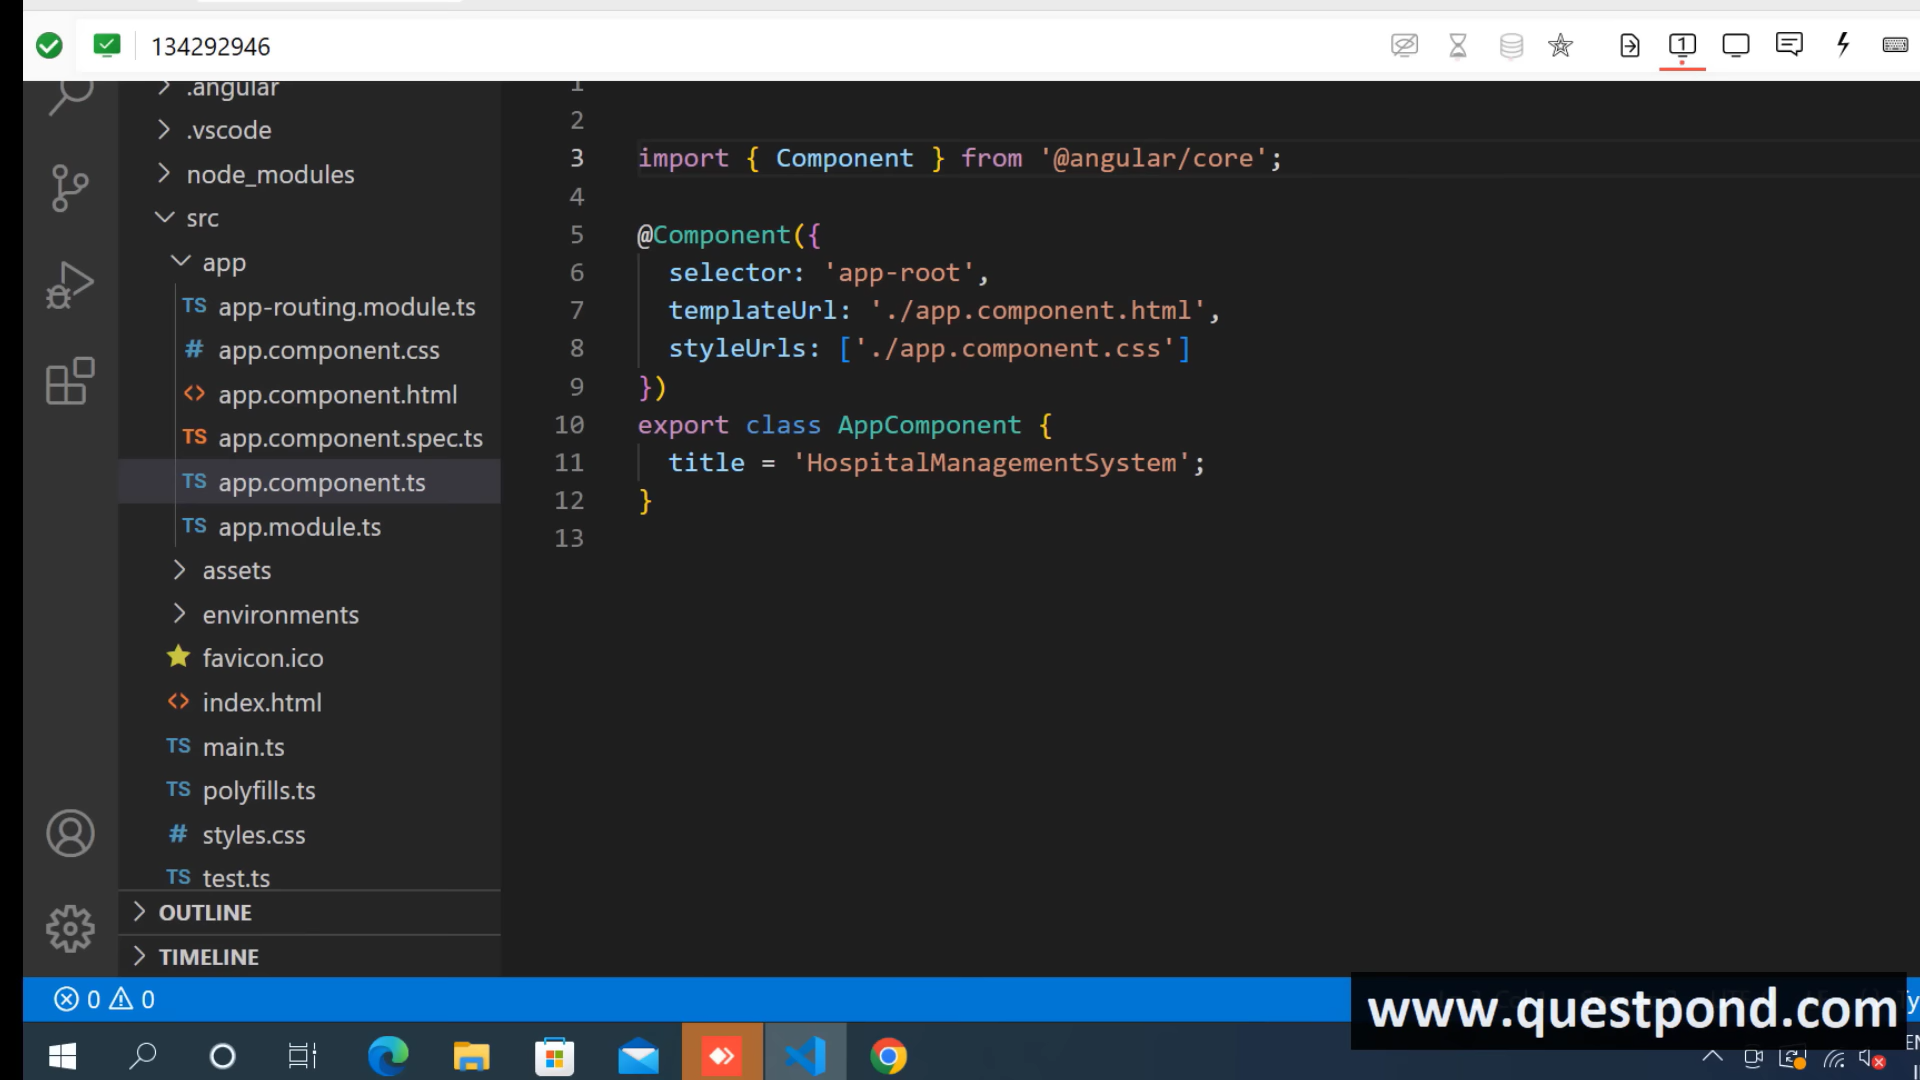 134292946
1
.angular
.vscode
node_modules
src
app
TS app-routing.module.ts
# app.component.css
<> app.component.html
TS app.component.spec.ts
TS app.component.ts
TS app.module.ts
assets
environments
favicon.ico
<> index.html
TS main.ts
TS polyfills.ts
# styles.css
TS test.ts
OUTLINE
TIMELINE
1
2
3 import { Component } from '@angular/core';
4
5 @Component({
6 selector: 'app-root',
7 templateUrl: './app.component.html',
8 styleUrls: ['./app.component.css']
9 })
10 export class AppComponent {
11 title = 'HospitalManagementSystem';
12 }
13
0 0
www.questpond.com